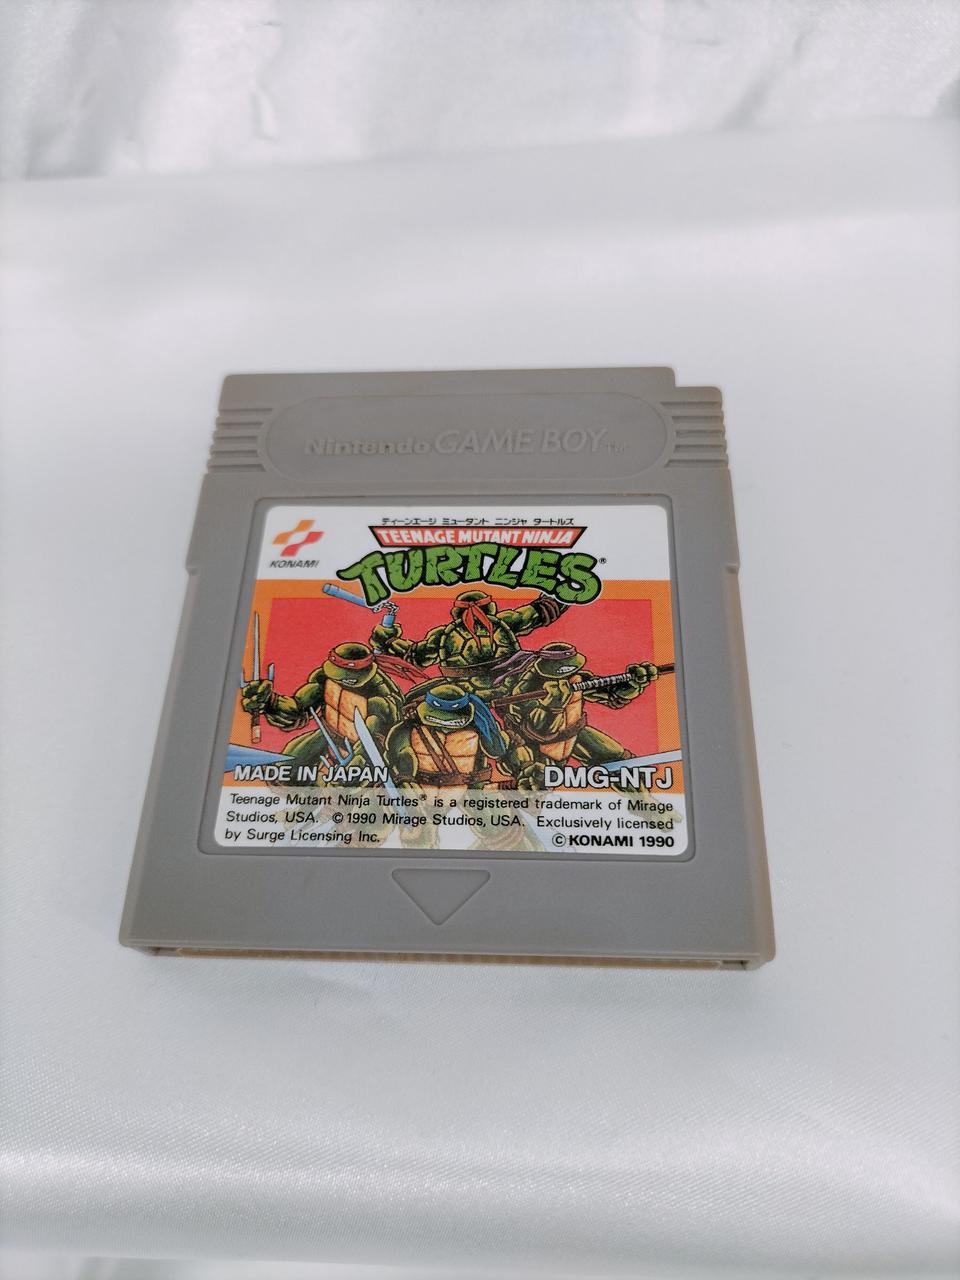 Nintendo GAME BOY TM
ティーンエージ ミュータント ニンジャ タートルズ
TEENAGE MUTANT NINJA
TURTLES®
KONAMI
MADE IN JAPAN
DMG-NTJ
Teenage Mutant Ninja Turtles® is a registered trademark of Mirage
Studios, USA. ©1990 Mirage Studios, USA. Exclusively licensed
by Surge Licensing Inc.
©KONAMI 1990